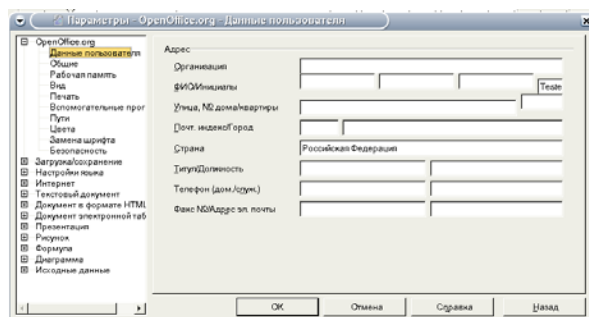 Параметры - OpenOffice.org - Данные пользователя
OpenOffice.org
Данные пользователя
Общие
Рабочая память
Вид
Печать
Вспомогательные прог
Пути
Цвета
Замена шрифта
Безопасность
Загрузка/сохранение
Настройки языка
Интернет
Текстовый документ
Документ в формате HTML
Документ электронной таб
Презентация
Рисунок
Формула
Диаграмма
Исходные данные
Адрес
Организация
ФИО/Инициалы
Teste
Улица, № дома/квартиры
Почт. индекс/Город
Страна
Российская Федерация
Титул/Должность
Телефон (дом./служ.)
Факс №/Адрес эл. почты
OK
Отмена
Справка
Назад